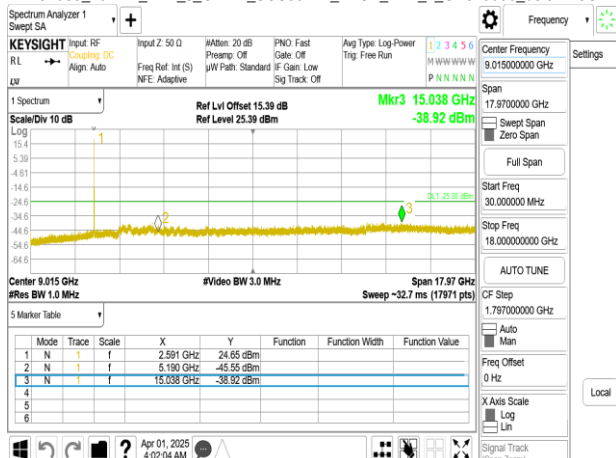 Spectrum Analyzer 1
Swept SA
Frequency
KEYSIGHT
RL
Input: RF
Coupling: DC
Align: Auto
Input Z: 50 Ω
Freq Ref: Int (S)
NFE: Adaptive
#Atten: 20 dB
Preamp: Off
µW Path: Standard
PNO: Fast
Gate: Off
IF Gain: Low
Sig Track: Off
Avg Type: Log-Power
Trig: Free Run
1 2 3 4 5 6
M W W W W W
P N N N N N
1 Spectrum
Scale/Div 10 dB
Log
Ref Lvl Offset 15.39 dB
Ref Level 25.39 dBm
Mkr3 15.038 GHz
-38.92 dBm
15.4
5.39
-4.61
-14.6
-24.6
-34.6
-44.6
-54.6
-64.6
1
2
3
DL1 -25.00 dBm
Center 9.015 GHz
#Res BW 1.0 MHz
#Video BW 3.0 MHz
Span 17.97 GHz
Sweep ~32.7 ms (17971 pts)
5 Marker Table
Mode Trace Scale X Y Function Function Width Function Value
1 N 1 f 2.591 GHz 24.65 dBm
2 N 1 f 5.190 GHz -45.55 dBm
3 N 1 f 15.038 GHz -38.92 dBm
4
5
6
Apr 01, 2025
4:02:04 AM
Center Frequency
9.015000000 GHz
Settings
Span
17.9700000 GHz
Swept Span
Zero Span
Full Span
Start Freq
30.000000 MHz
Stop Freq
18.000000000 GHz
AUTO TUNE
CF Step
1.797000000 GHz
Auto
Man
Freq Offset
0 Hz
Local
X Axis Scale
Log
Lin
Signal Track